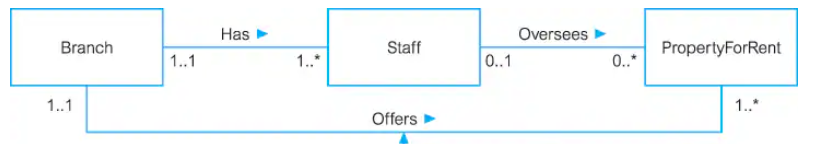 Has ►
Oversees ►
Branch
Staff
PropertyForRent
1..1
1..*
0..1
0..*
1..1
1..*
Offers ►